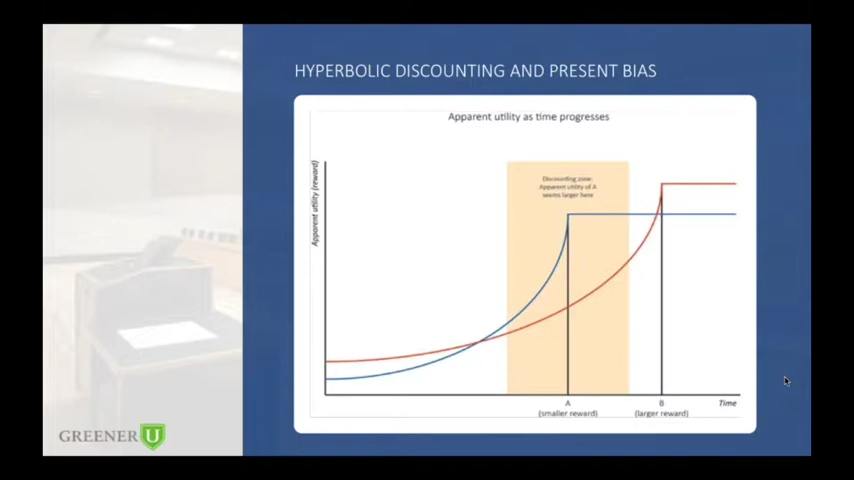 HYPERBOLIC DISCOUNTING AND PRESENT BIAS
Apparent utility as time progresses
Apparent utility (reward)
Discounting zone:
Apparent utility of A
seems larger here
A
(smaller reward)
B
(larger reward)
Time
GREENER U